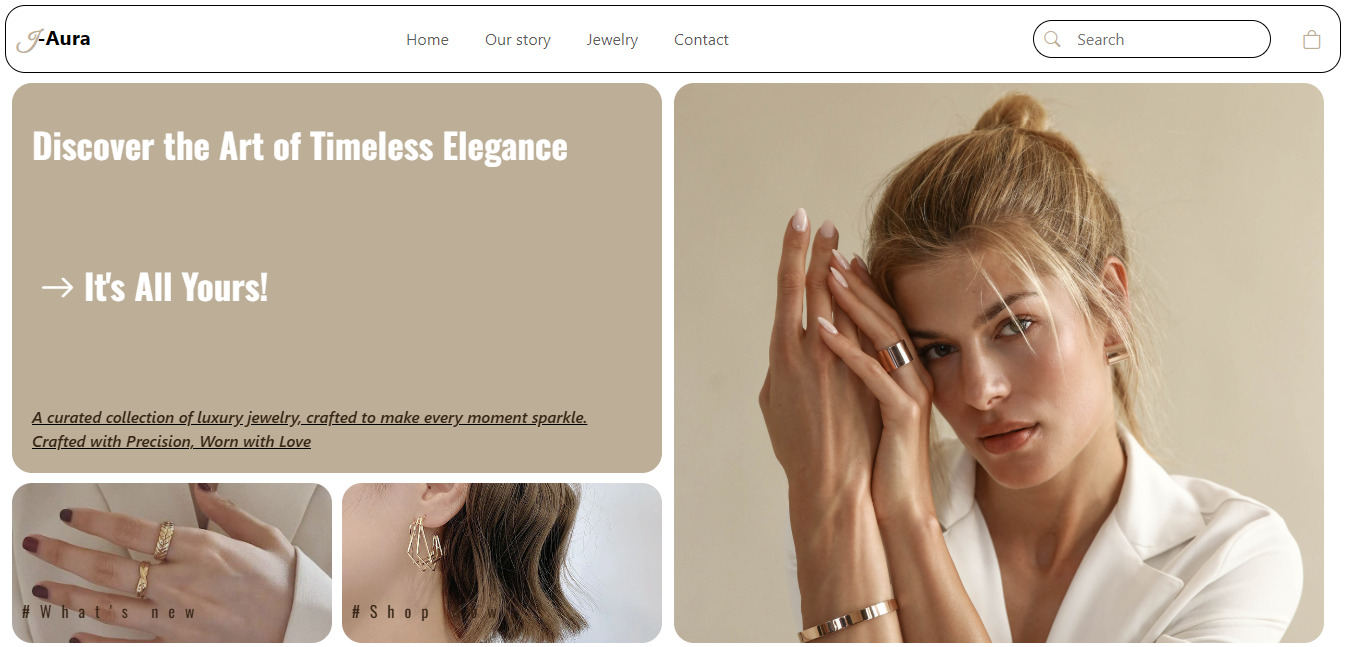 J-Aura
Home Our story Jewelry Contact
Search
Discover the Art of Timeless Elegance
It's All Yours!
A curated collection of luxury jewelry, crafted to make every moment sparkle.
Crafted with Precision, Worn with Love
#What's new
#Shop now